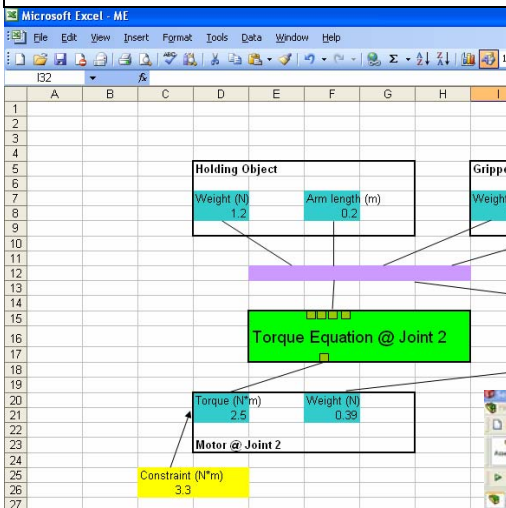 Microsoft Excel - ME
File Edit View Insert Format Tools Data Window Help
I32 fx
A B C D E F G H I
1
2
3
4
5 Holding Object Gripp
6
7 Weight (N) Arm length (m) Weight
8 1.2 0.2
9
10
11
12
13
14
15
16 Torque Equation @ Joint 2
17
18
19
20 Torque (N*m) Weight (N)
21 2.5 0.39
22
23 Motor @ Joint 2
24
25 Constraint (N*m)
26 3.3
27